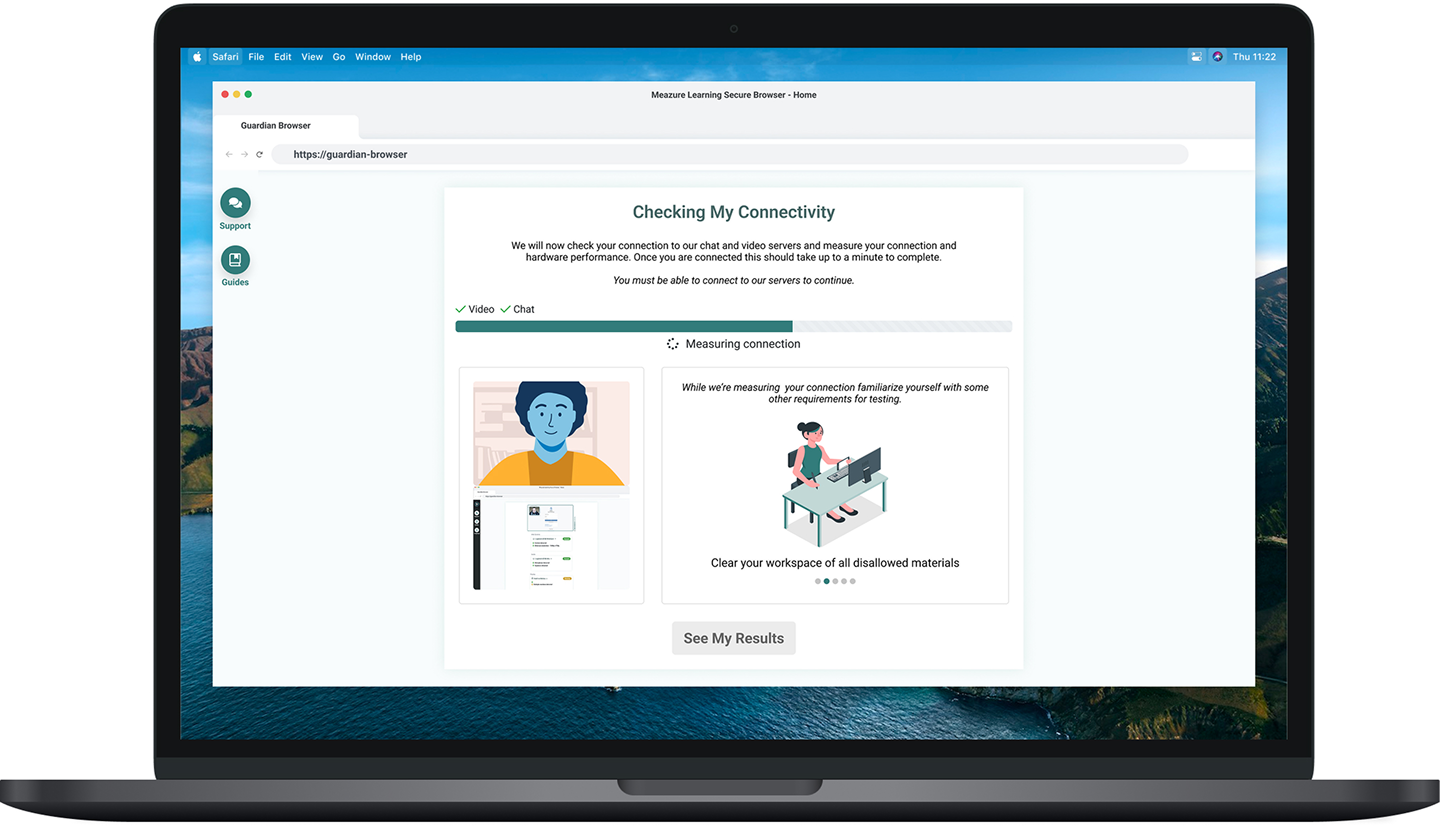 Safari File Edit View Go Window Help Thu 11:22
Meazure Learning Secure Browser - Home
Guardian Browser
https://guardian-browser
Support
Guides
Checking My Connectivity
We will now check your connection to our chat and video servers and measure your connection and
hardware performance. Once you are connected this should take up to a minute to complete.
You must be able to connect to our servers to continue.
Video Chat
Measuring connection
While we're measuring your connection familiarize yourself with some
other requirements for testing.
Clear your workspace of all disallowed materials
See My Results